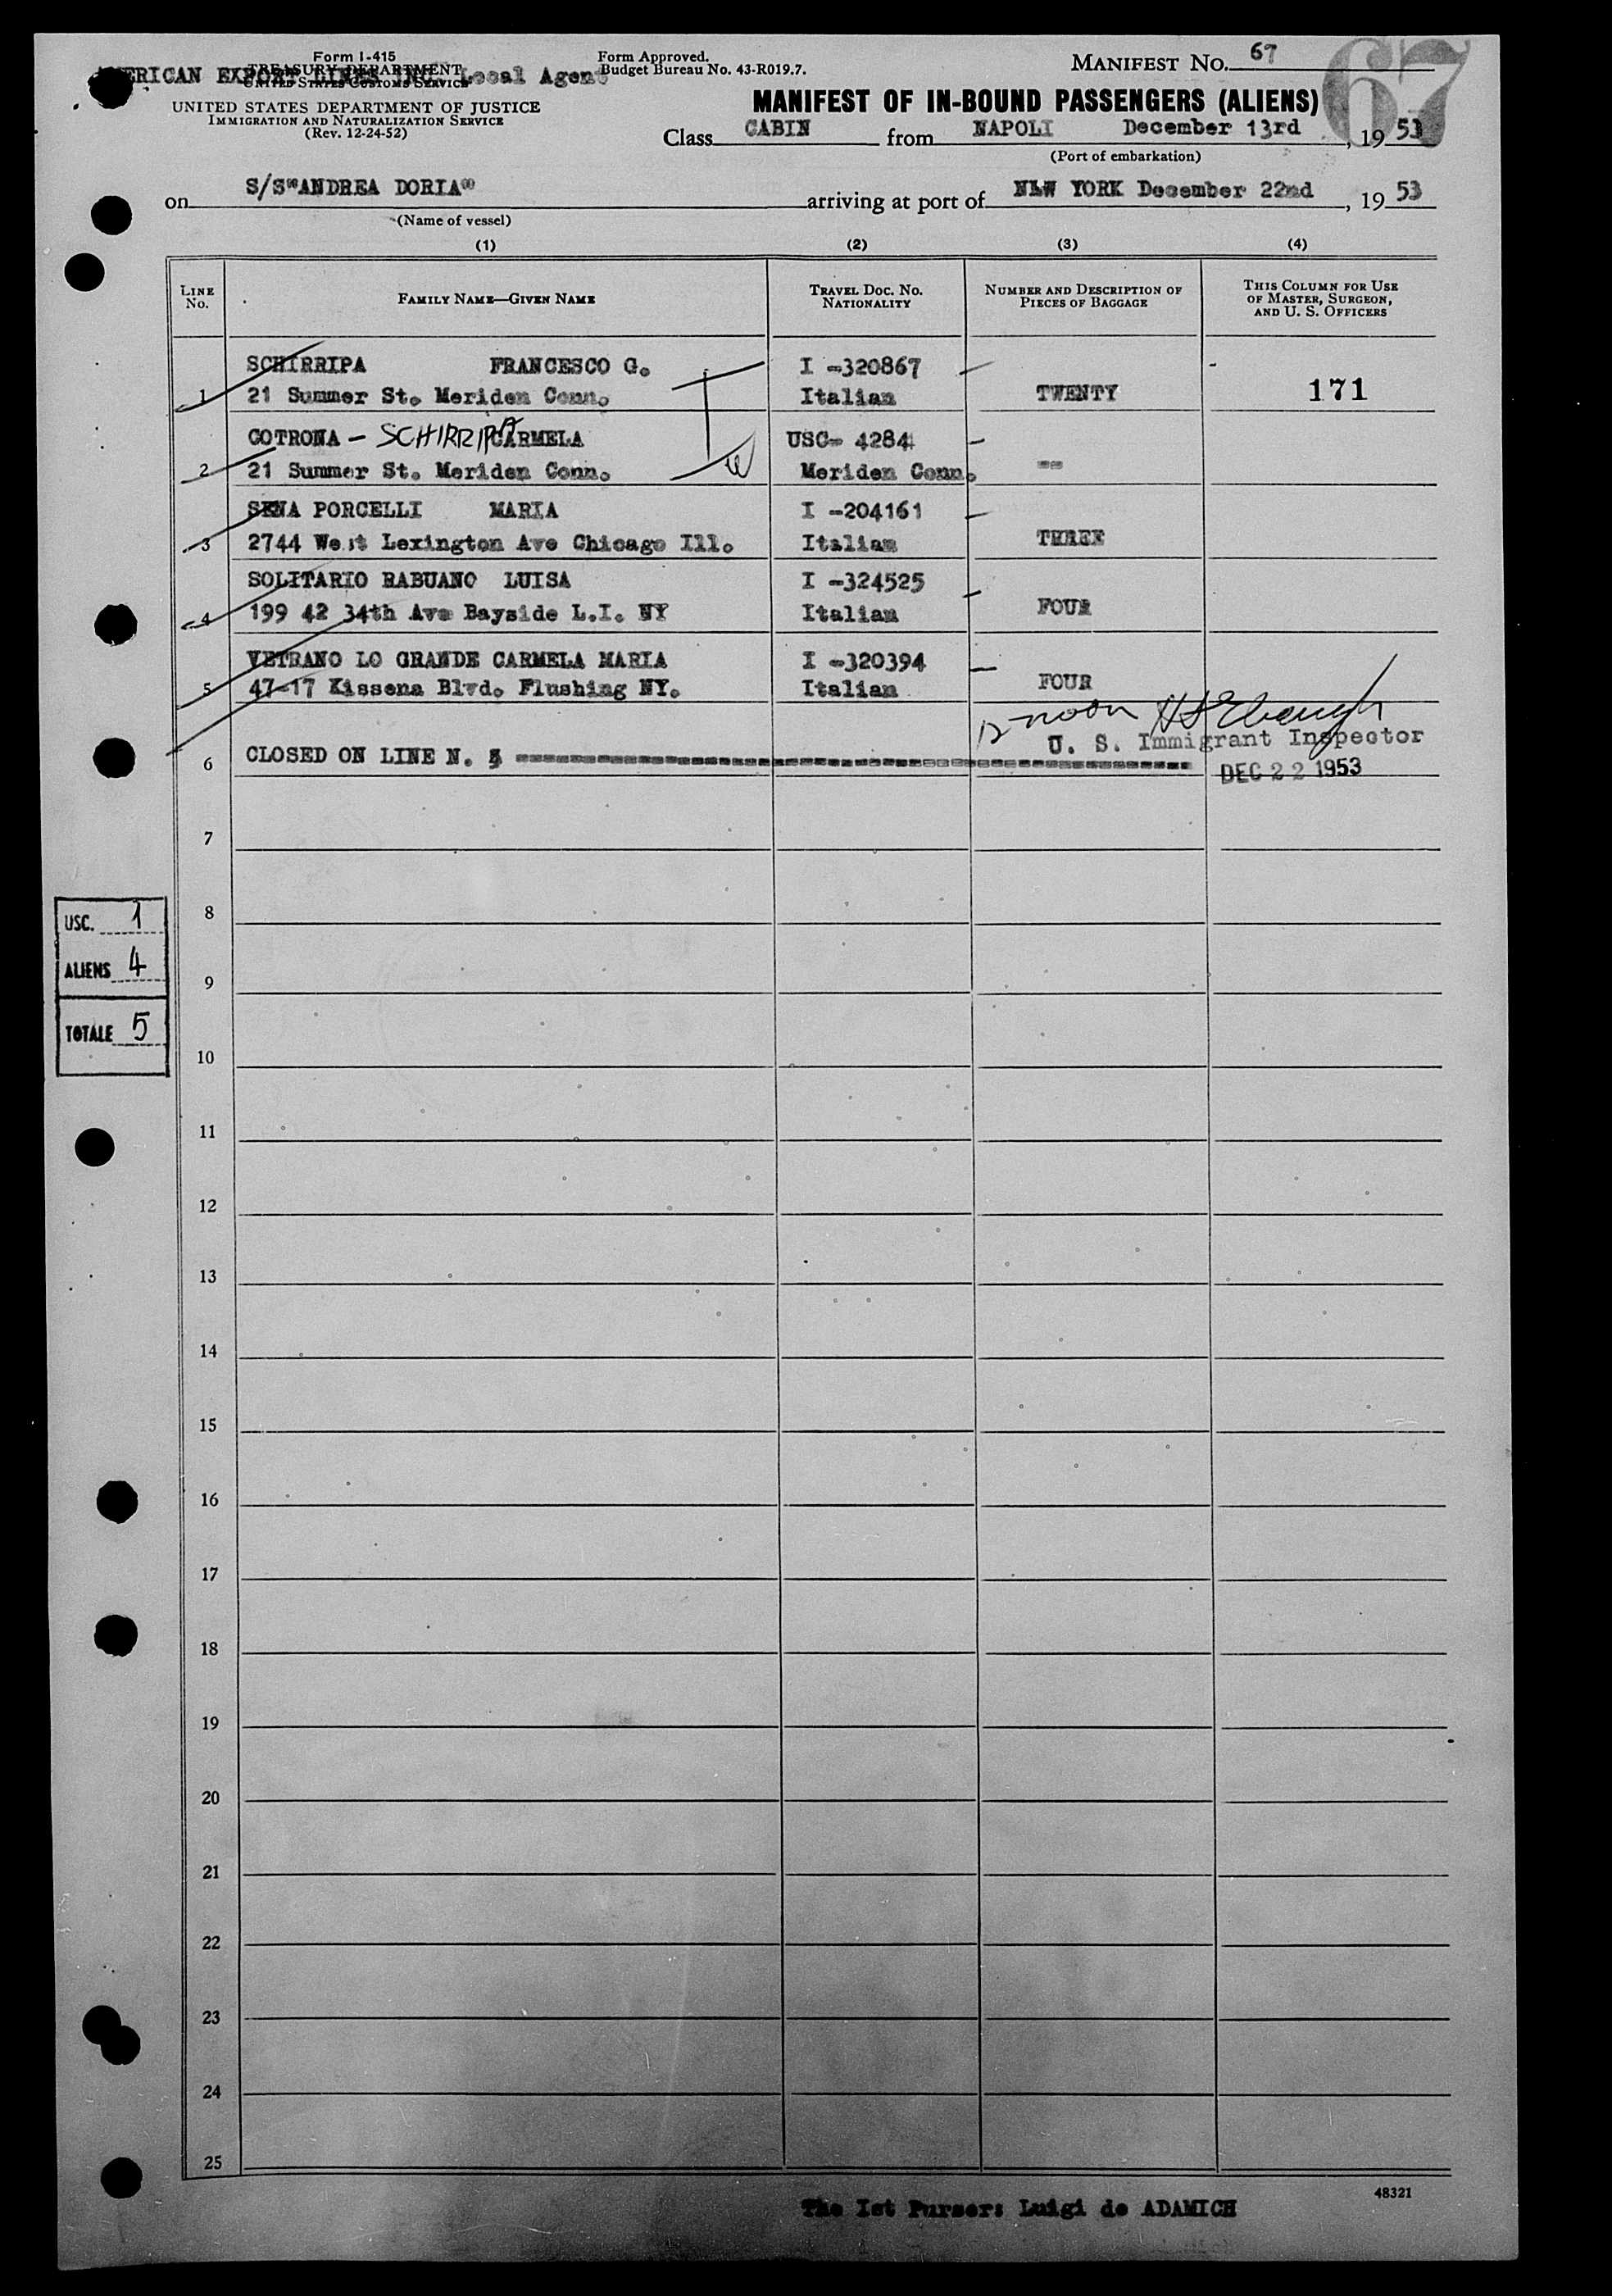 Form I-415
TREASURY DEPARTMENT
UNITED STATES CUSTOMS SERVICE
AMERICAN EXPORT LINES INC. Local Agent
Form Approved.
Budget Bureau No. 43-R019.7.
MANIFEST NO. 67
67
UNITED STATES DEPARTMENT OF JUSTICE
IMMIGRATION AND NATURALIZATION SERVICE
(Rev. 12-24-52)
MANIFEST OF IN-BOUND PASSENGERS (ALIENS)
Class CABIN from NAPOLI December 13rd, 1953
(Port of embarkation)
on S/S"ANDREA DORIA" arriving at port of NEW YORK December 22nd, 1953
(Name of vessel)
(1) (2) (3) (4)
LINE NO. FAMILY NAME—GIVEN NAME TRAVEL DOC. NO. NATIONALITY NUMBER AND DESCRIPTION OF PIECES OF BAGGAGE THIS COLUMN FOR USE OF MASTER, SURGEON, AND U. S. OFFICERS
SCHIRRIPA FRANCESCO G. I -320867
1 21 Summer St. Meriden Conn. Italian TWENTY 171
COTRONA - SCHIRRIPA CARMELA USC- 4284
2 21 Summer St. Meriden Conn. Meriden Conn. --
SENA PORCELLI MARIA I -204161
3 2744 West Lexington Ave Chicago Ill. Italian THREE
SOLITARIO RABUANO LUISA I -324525
4 199 42 34th Ave Bayside L.I. NY Italian FOUR
VETRANO LO GRANDE CARMELA MARIA I -320394
5 47-17 Kissena Blvd. Flushing NY. Italian FOUR
12 noon
U. S. Immigrant Inspector
6 CLOSED ON LINE N. 5
DEC 22 1953
7
8
USC. 1
ALIENS 4
9
TOTALE 5
10
11
12
13
14
15
16
17
18
19
20
21
22
23
24
25
48321
The Ist Purser: Luigi de ADAMICH